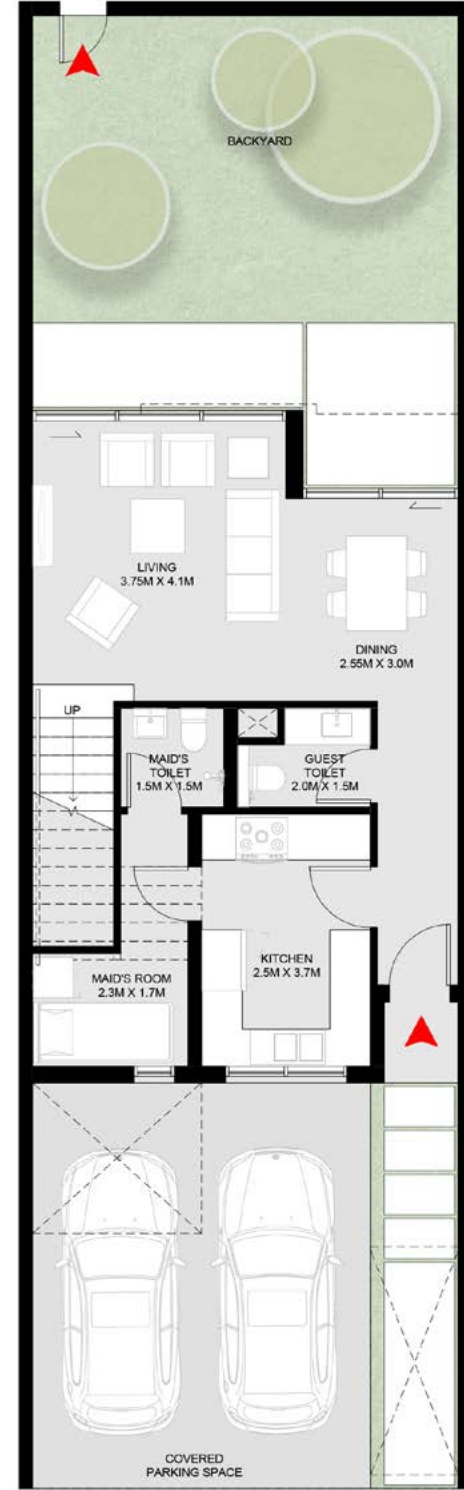 BACKYARD
LIVING
3.75M X 4.1M
DINING
2.55M X 3.0M
UP
MAID'S
TOILET
1.5M X 1.5M
GUEST
TOILET
2.0M X 1.5M
KITCHEN
2.5M X 3.7M
MAID'S ROOM
2.3M X 1.7M
COVERED
PARKING SPACE